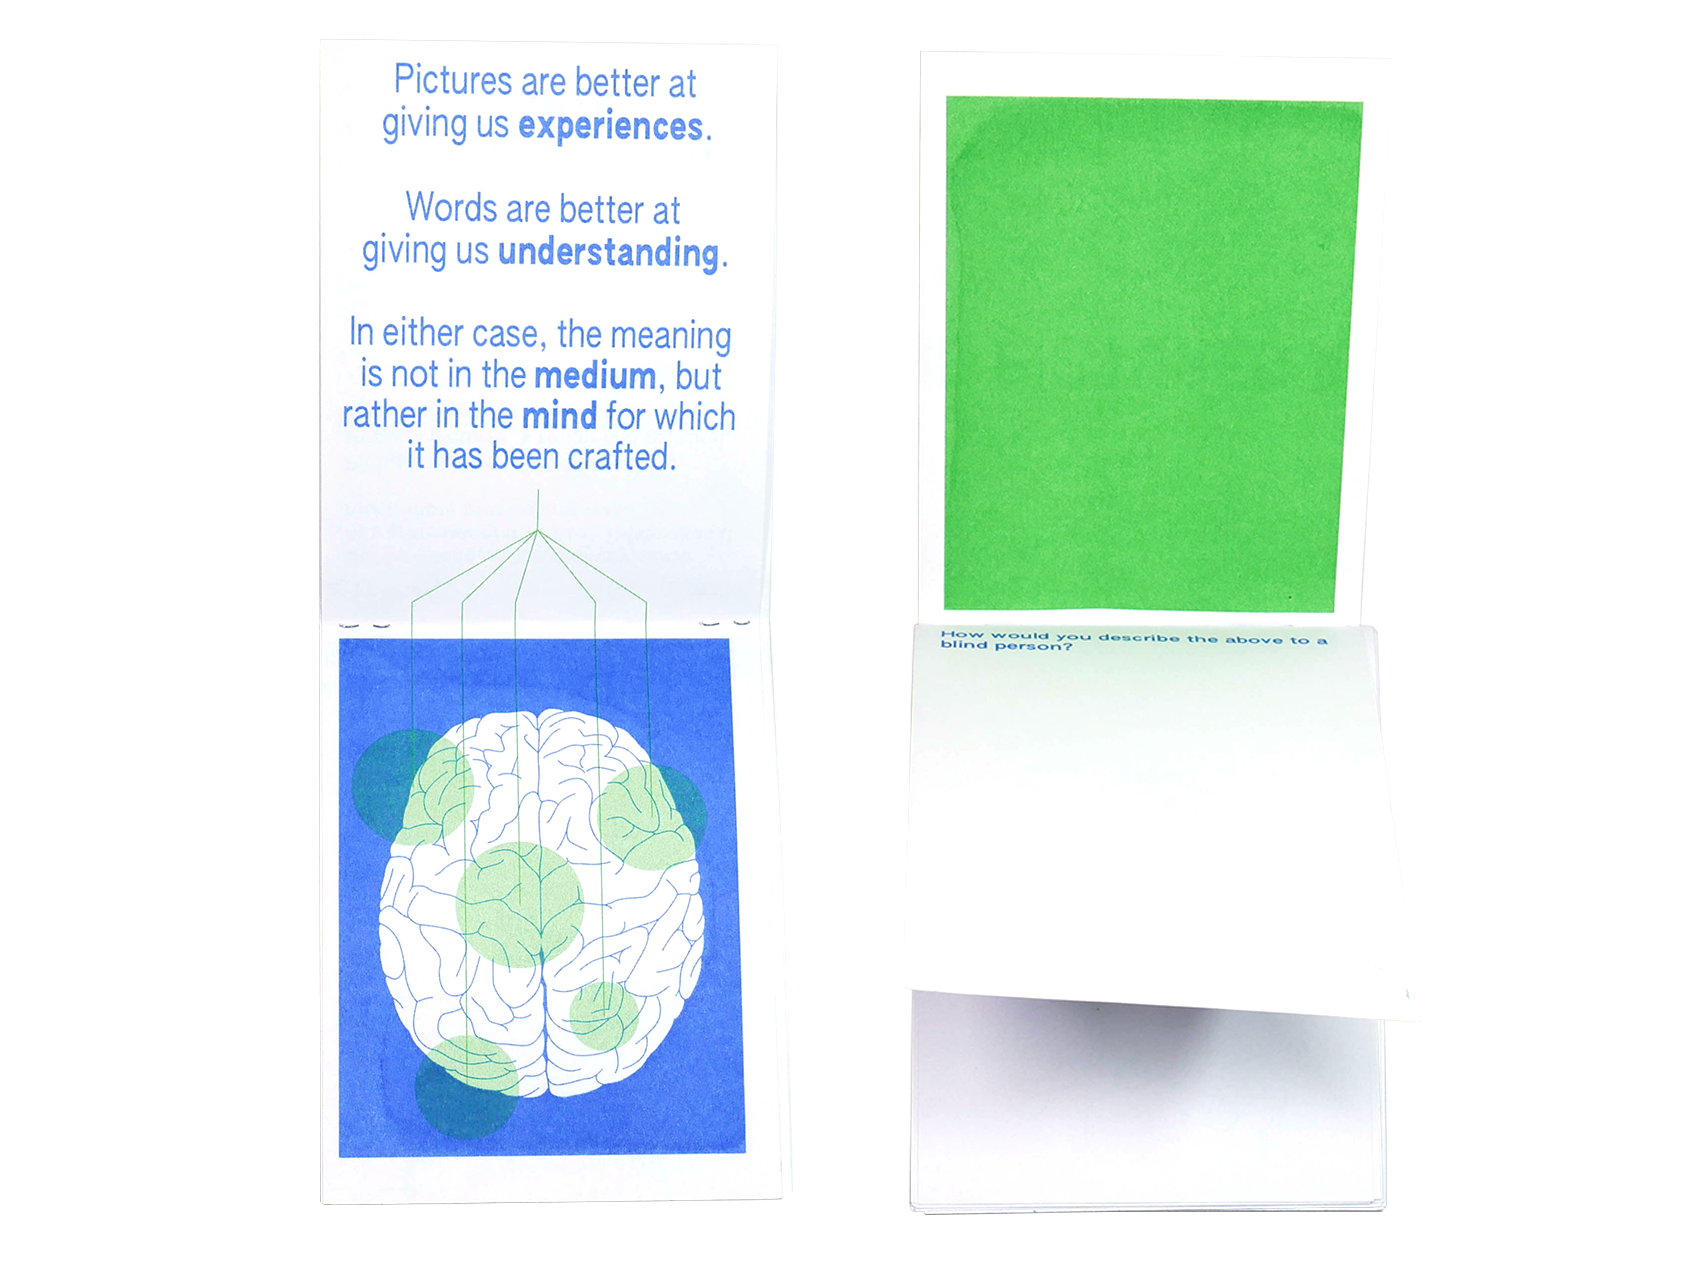 Pictures are better at
giving us experiences.
Words are better at
giving us understanding.
In either case, the meaning
is not in the medium, but
rather in the mind for which
it has been crafted.
How would you describe the above to a
blind person?